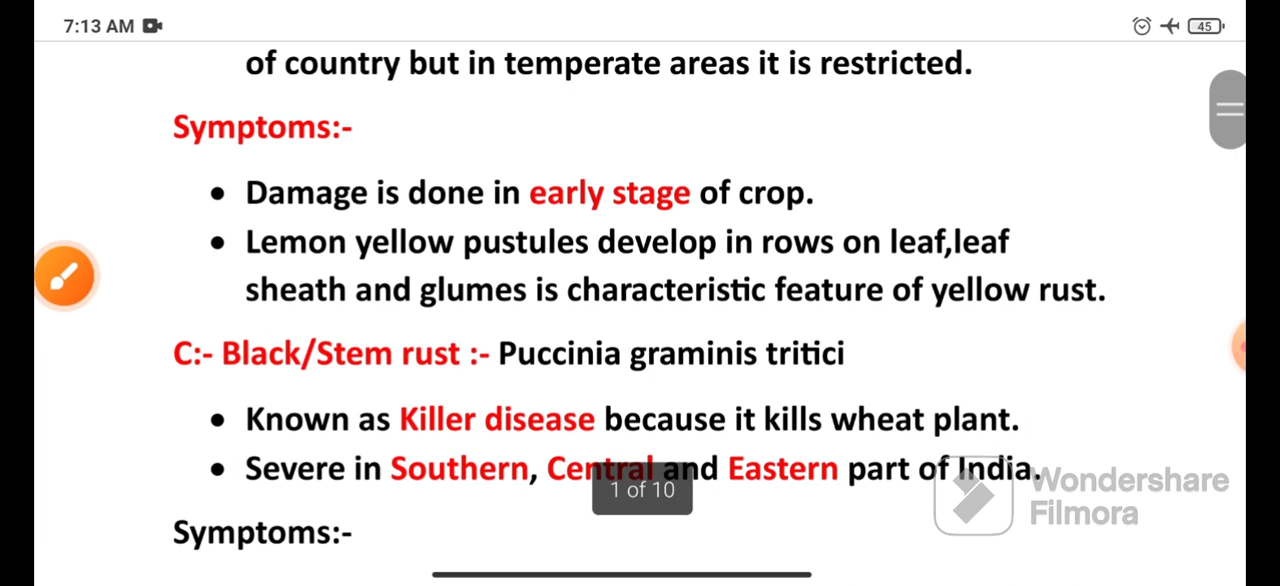 7:13 AM
45
of country but in temperate areas it is restricted.
Symptoms:-
• Damage is done in early stage of crop.
• Lemon yellow pustules develop in rows on leaf,leaf
sheath and glumes is characteristic feature of yellow rust.
C:- Black/Stem rust :- Puccinia graminis tritici
• Known as Killer disease because it kills wheat plant.
• Severe in Southern, Central and Eastern part of India.
1 of 10
Wondershare
Filmora
Symptoms:-